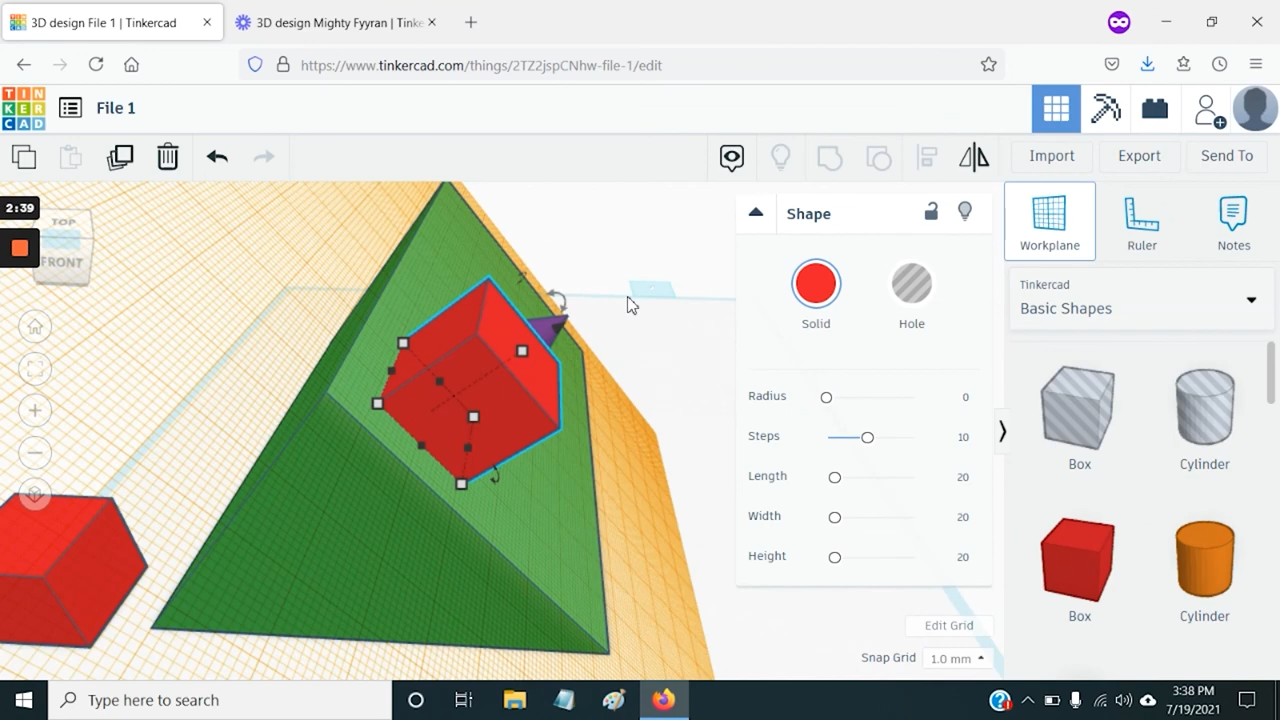 3D design File 1 | Tinkercad
3D design Mighty Fyyran | Tinke
https://www.tinkercad.com/things/2TZ2jspCNhw-file-1/edit
TIN
KER
CAD
File 1
Import
Export
Send To
2:39
TOP
FRONT
Shape
Solid
Hole
Radius 0
Steps 10
Length 20
Width 20
Height 20
Workplane
Ruler
Notes
Tinkercad
Basic Shapes
Box
Cylinder
Box
Cylinder
Edit Grid
Snap Grid 1.0 mm
Type here to search
3:38 PM
7/19/2021